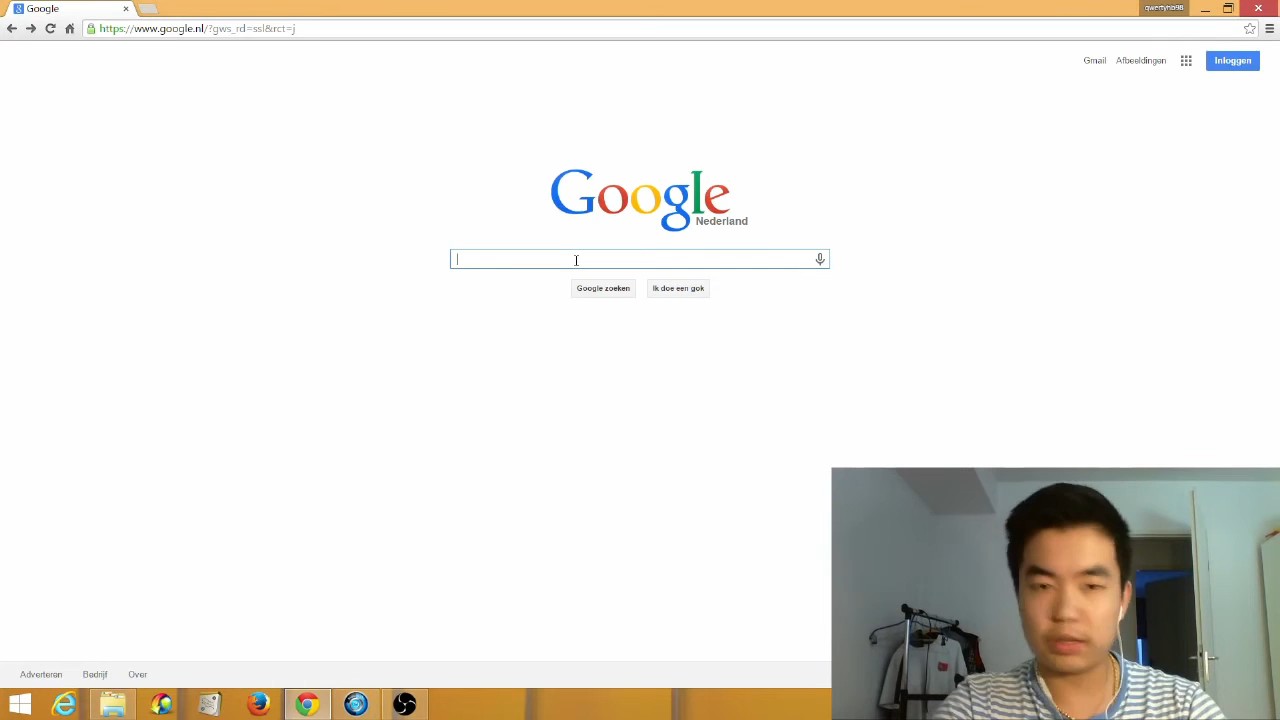 Google
qwertyhb98
https://www.google.nl/?gws_rd=ssl&rct=j
Gmail Afbeeldingen Inloggen
Google
Nederland
Google zoeken Ik doe een gok
Adverteren Bedrijf Over